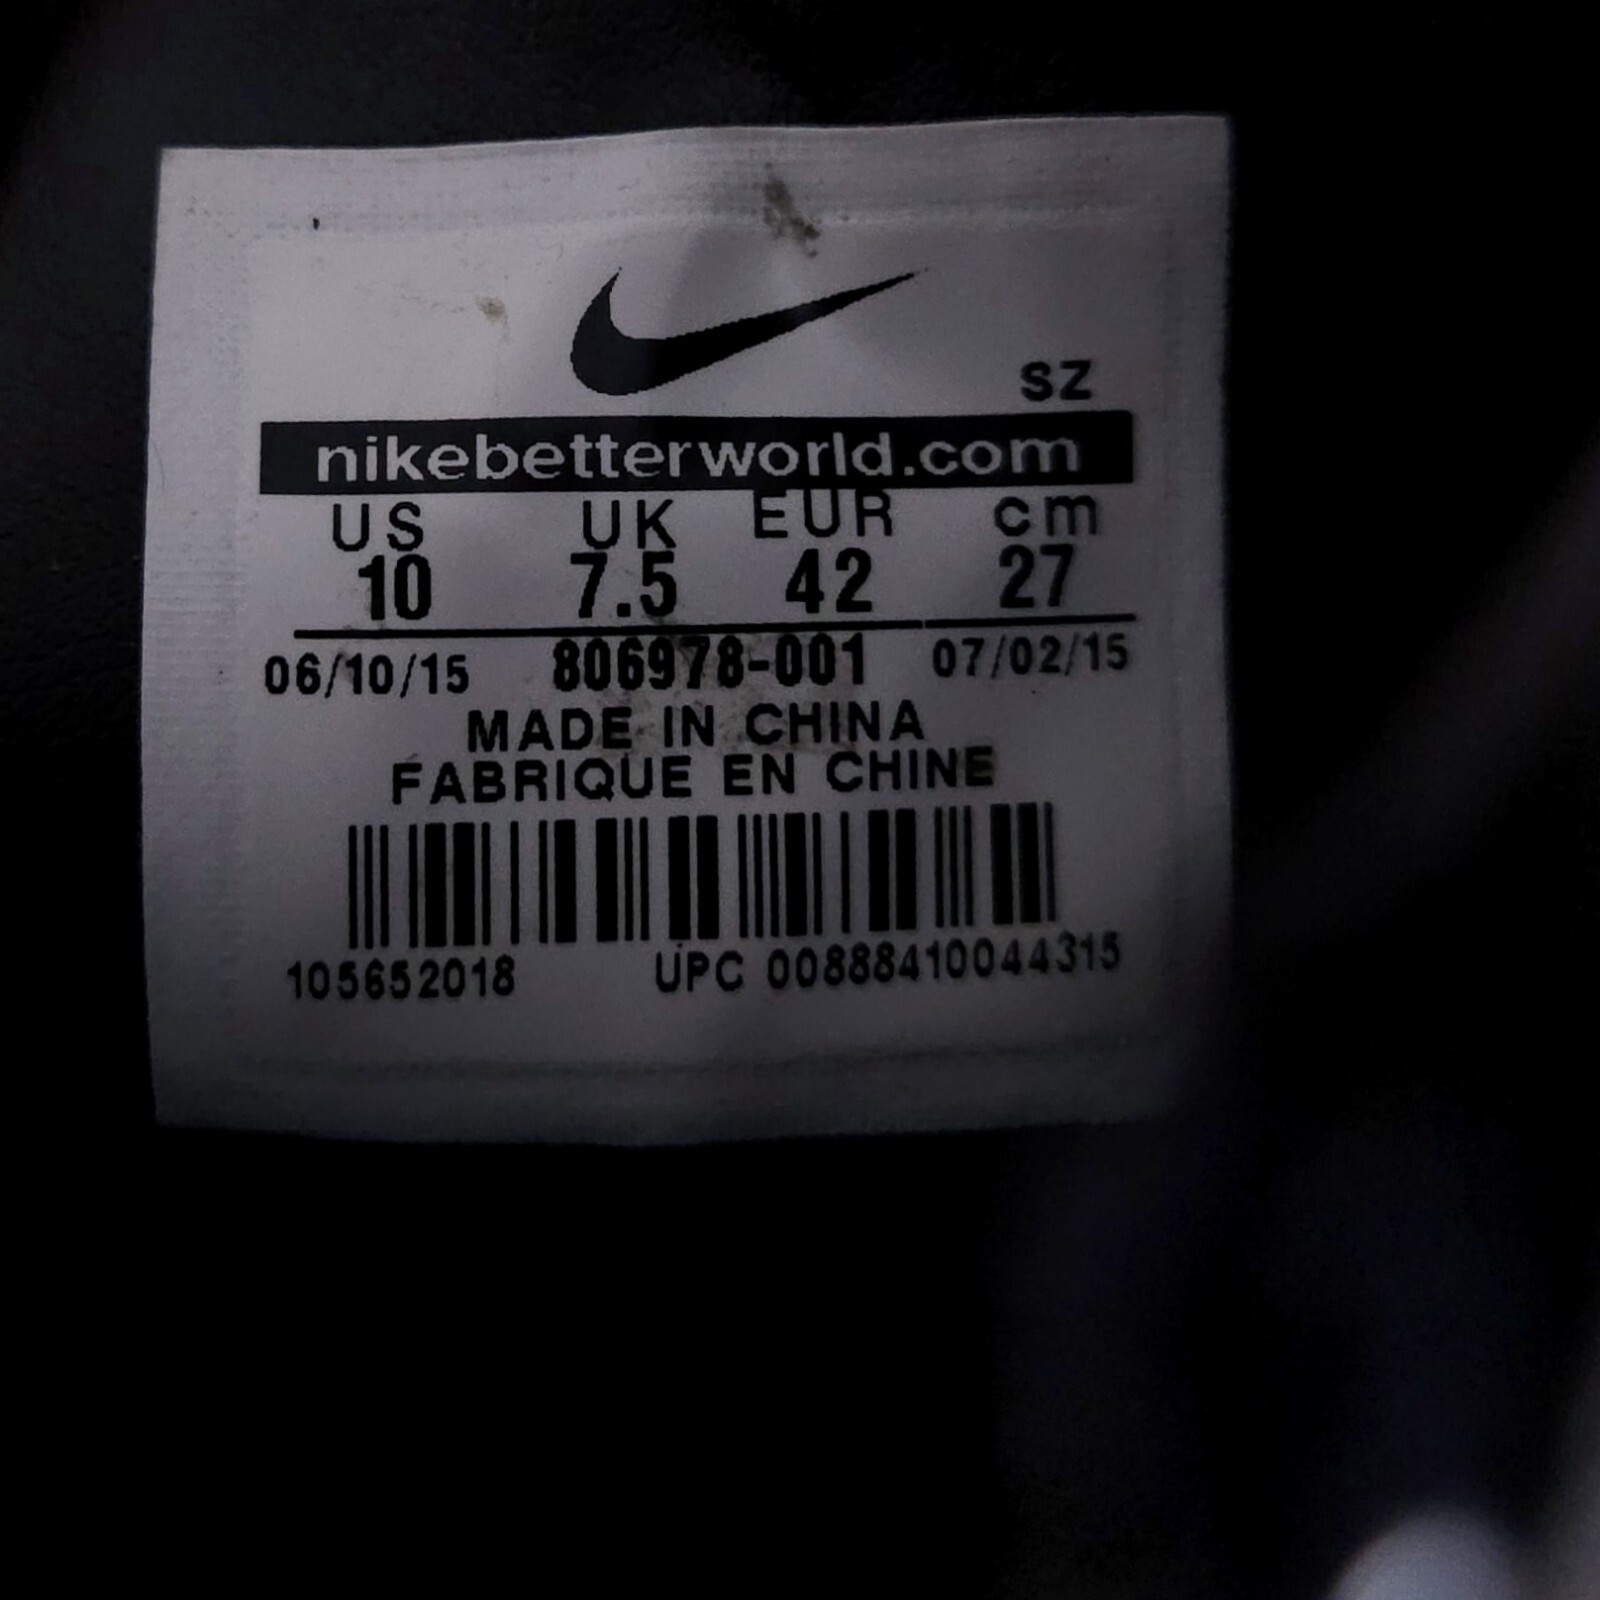 SZ
nikebetterworld.com
US UK EUR cm
10 7.5 42 27
06/10/15 806978-001 07/02/15
MADE IN CHINA
FABRIQUE EN CHINE
105652018 UPC 00888410044315